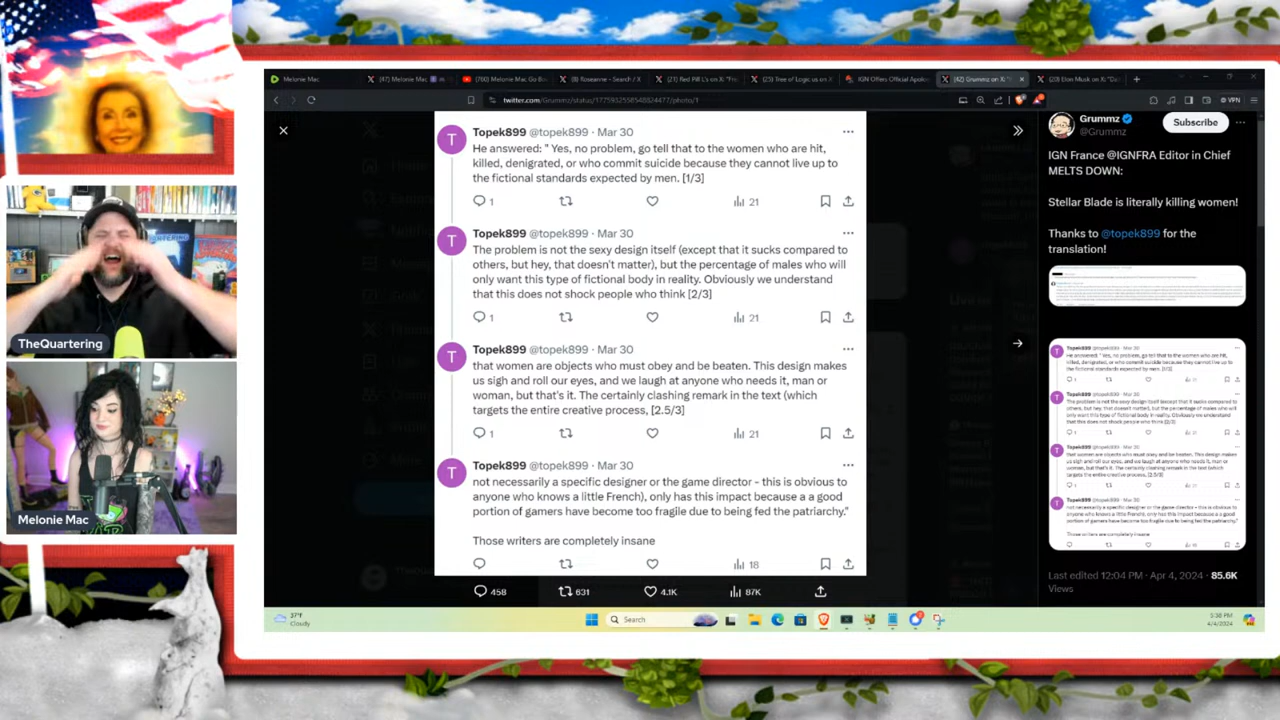 Melonie Mac
(47) Melonie Mac
(760) Melonie Mac Go Bo
(8) Roseanne - Search / X
(21) Red Pill L's on X: "Fre
(25) Tree of Logic us on X
IGN Offers Official Apolo
(42) Grummz on X: "I
(20) Elon Musk on X: "Da
twitter.com/Grummz/status/1775952556548824477/photo/1
VPN
Topek899 @topek899 · Mar 30
He answered: " Yes, no problem, go tell that to the women who are hit,
killed, denigrated, or who commit suicide because they cannot live up to
the fictional standards expected by men. [1/3]
1 21
Topek899 @topek899 · Mar 30
The problem is not the sexy design itself (except that it sucks compared to
others, but hey, that doesn't matter), but the percentage of males who will
only want this type of fictional body in reality. Obviously we understand
that this does not shock people who think [2/3]
1 21
Topek899 @topek899 · Mar 30
that women are objects who must obey and be beaten. This design makes
us sigh and roll our eyes, and we laugh at anyone who needs it, man or
woman, but that's it. The certainly clashing remark in the text (which
targets the entire creative process, [2.5/3]
1 21
Topek899 @topek899 · Mar 30
not necessarily a specific designer or the game director - this is obvious to
anyone who knows a little French), only has this impact because a a good
portion of gamers have become too fragile due to being fed the patriarchy."
Those writers are completely insane
18
458 631 4.1K 87K
Grummz
@Grummz
Subscribe
IGN France @IGNFRA Editor in Chief
MELTS DOWN:
Stellar Blade is literally killing women!
Thanks to @topek899 for the
translation!
Last edited 12:04 PM · Apr 4, 2024 · 85.6K
Views
TheQuartering
Melonie Mac
37°F
Cloudy
Search
5:38 PM
4/4/2024